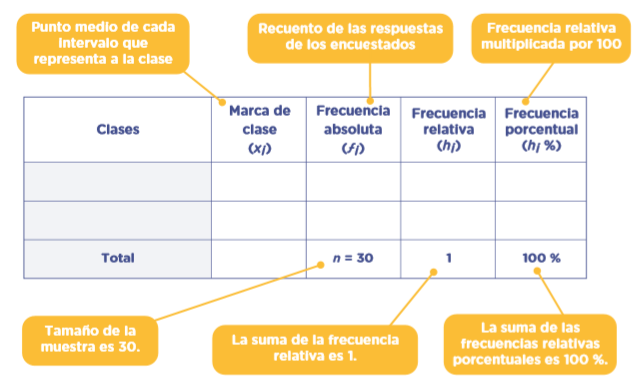 Punto medio de cada
intervalo que
representa a la clase
Recuento de las respuestas
de los encuestados
Frecuencia relativa
multiplicada por 100
Clases
Marca de
clase
(xᵢ)
Frecuencia
absoluta
(fᵢ)
Frecuencia
relativa
(hᵢ)
Frecuencia
porcentual
(hᵢ %)
Total
n = 30
1
100 %
Tamaño de la
muestra es 30.
La suma de la frecuencia
relativa es 1.
La suma de las
frecuencias relativas
porcentuales es 100 %.